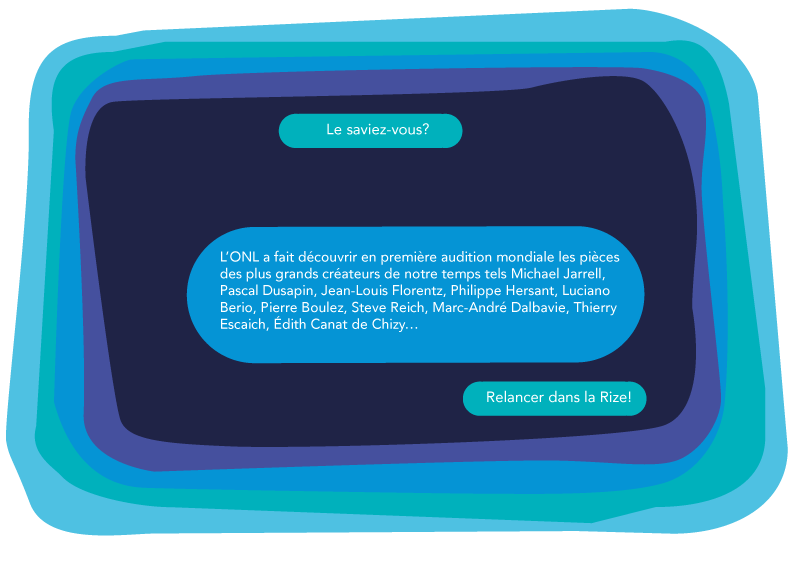 Le saviez-vous?
L’ONL a fait découvrir en première audition mondiale les pièces
des plus grands créateurs de notre temps tels Michael Jarrell,
Pascal Dusapin, Jean-Louis Florentz, Philippe Hersant, Luciano
Berio, Pierre Boulez, Steve Reich, Marc-André Dalbavie, Thierry
Escaich, Édith Canat de Chizy…
Relancer dans la Rize!